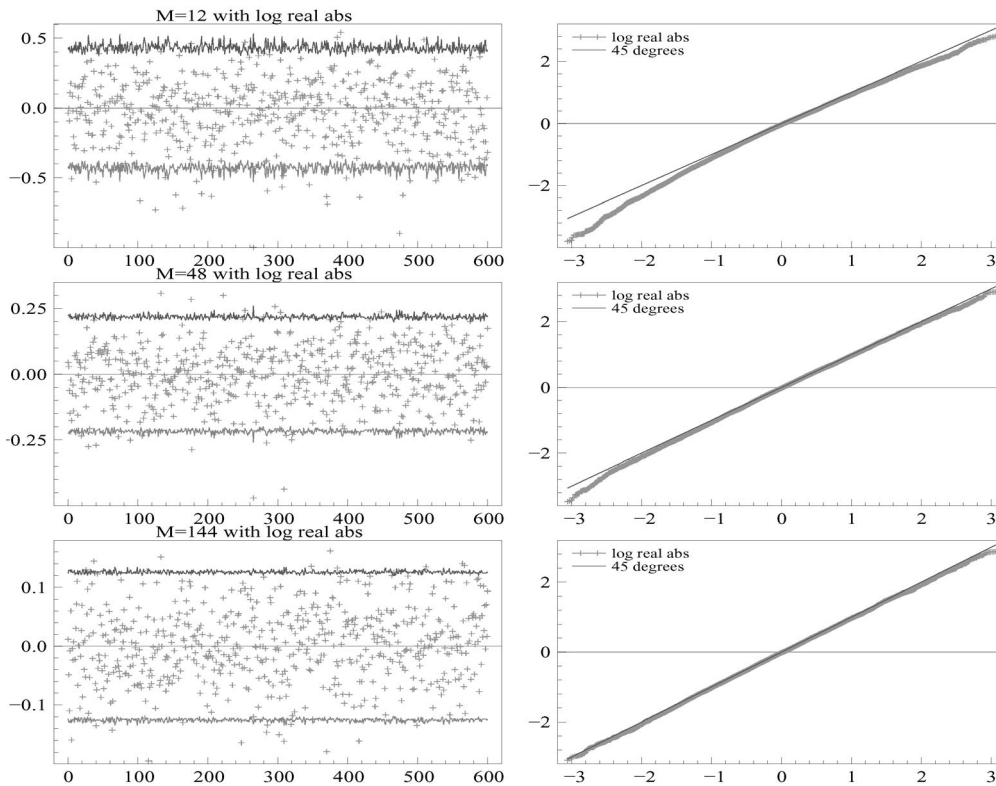 M=12 with log real abs
0.5
0.0
−0.5
0 100 200 300 400 500 600
log real abs
45 degrees
2
0
−2
−3 −2 −1 0 1 2 3
M=48 with log real abs
0.25
0.00
-0.25
0 100 200 300 400 500 600
log real abs
45 degrees
2
0
−2
−3 −2 −1 0 1 2 3
M=144 with log real abs
0.1
0.0
−0.1
0 100 200 300 400 500 600
log real abs
45 degrees
2
0
−2
−3 −2 −1 0 1 2 3